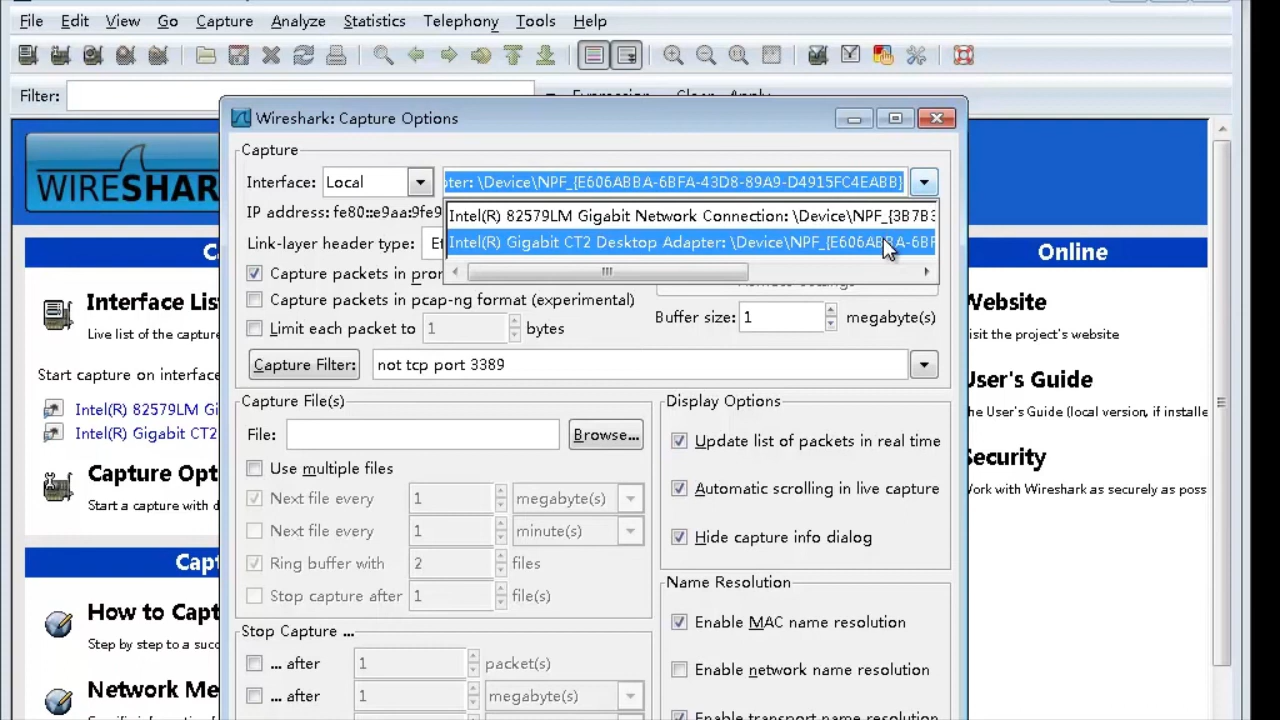 File Edit View Go Capture Analyze Statistics Telephony Tools Help
Filter:
Wireshark: Capture Options
Capture
Interface: Local
\Device\NPF_{E606ABBA-6BFA-43D8-89A9-D4915FC4EABB}
Intel(R) 82579LM Gigabit Network Connection: \Device\NPF_{3B7B3
Intel(R) Gigabit CT2 Desktop Adapter: \Device\NPF_{E606ABBA-6BF
IP address: fe80::e9aa:9fe9
Link-layer header type:
Capture packets in
Capture packets in pcap-ng format (experimental)
Limit each packet to 1 bytes
Buffer size: 1 megabyte(s)
Capture Filter: not tcp port 3389
Capture File(s)
File: Browse...
Use multiple files
Next file every 1 megabyte(s)
Next file every 1 minute(s)
Ring buffer with 2 files
Stop capture after 1 file(s)
Stop Capture ...
... after 1 packet(s)
... after 1 megabyte(s)
Display Options
Update list of packets in real time
Automatic scrolling in live capture
Hide capture info dialog
Name Resolution
Enable MAC name resolution
Enable network name resolution
Enable transport name resolution
WIRESHAR
Interface Lis
Live list of the capture
Start capture on interface
Intel(R) 82579LM Gi
Intel(R) Gigabit CT2
Capture Opt
Start a capture with d
Capt
How to Capt
Step by step to a succ
Network Me
Online
Website
isit the project's website
User's Guide
he User's Guide (local version, if installe
Security
Work with Wireshark as securely as poss